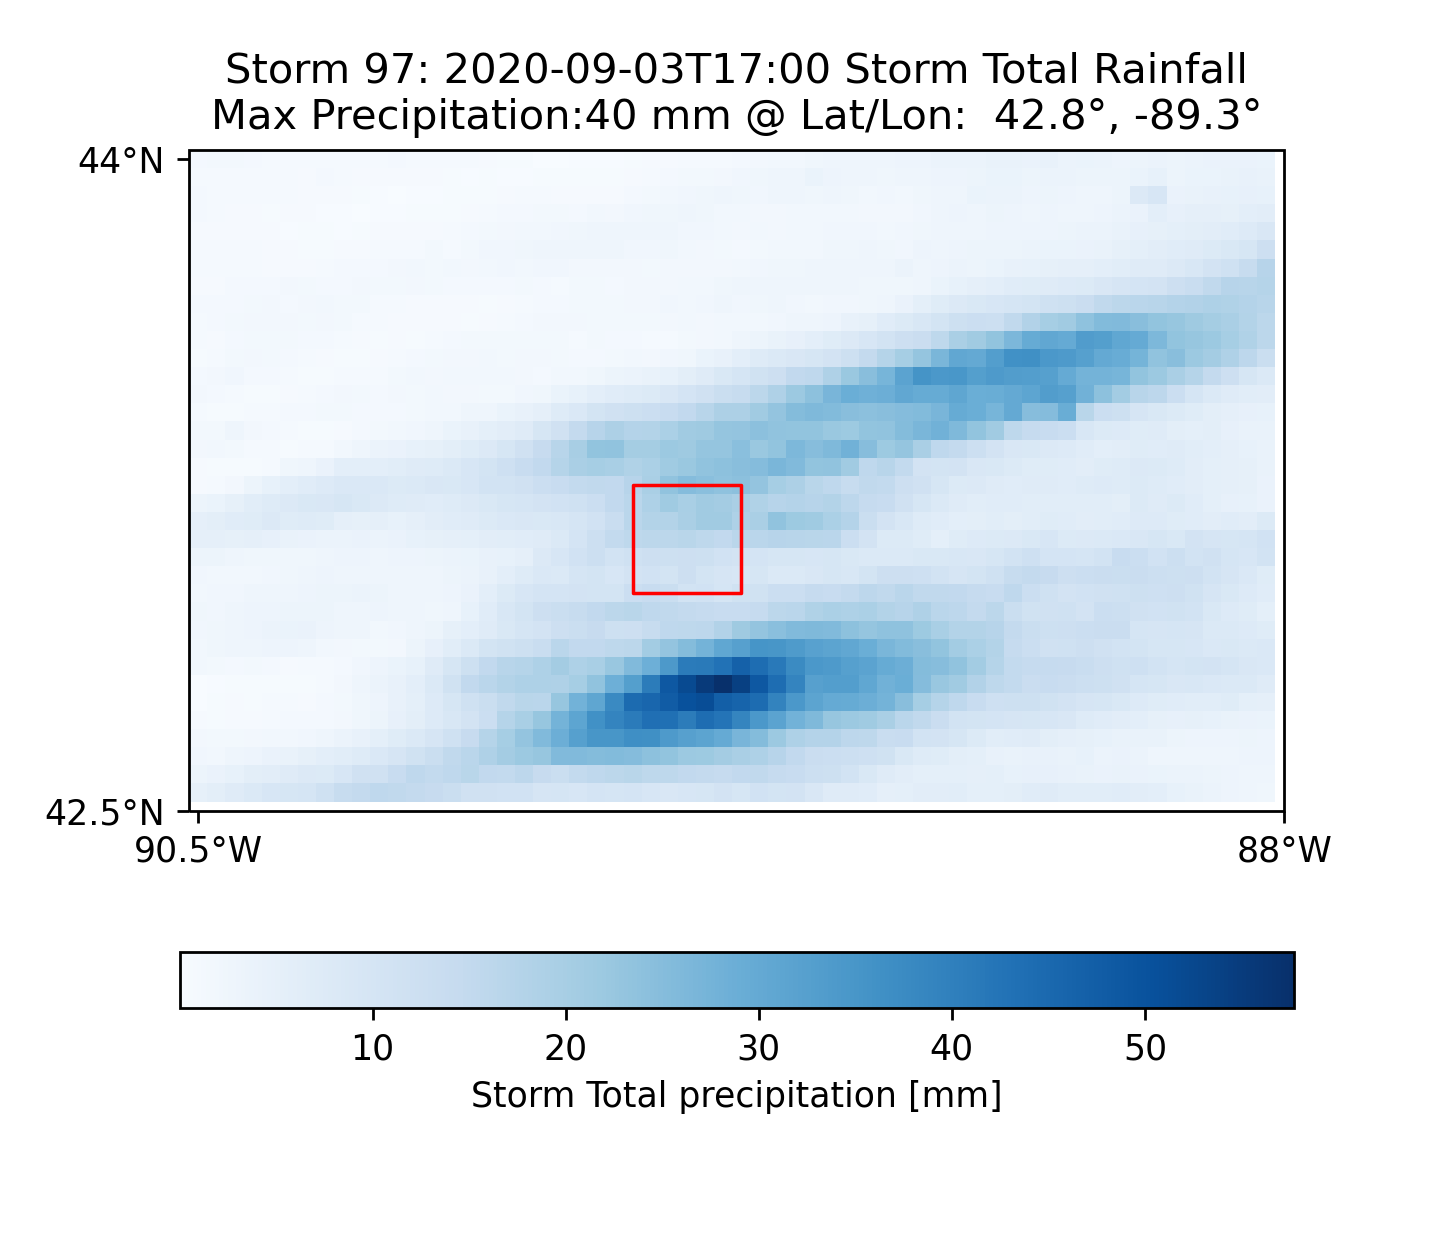 Storm 97: 2020-09-03T17:00 Storm Total Rainfall
Max Precipitation:40 mm @ Lat/Lon:  42.8°, -89.3°
44°N
42.5°N
90.5°W 88°W
10 20 30 40 50
Storm Total precipitation [mm]